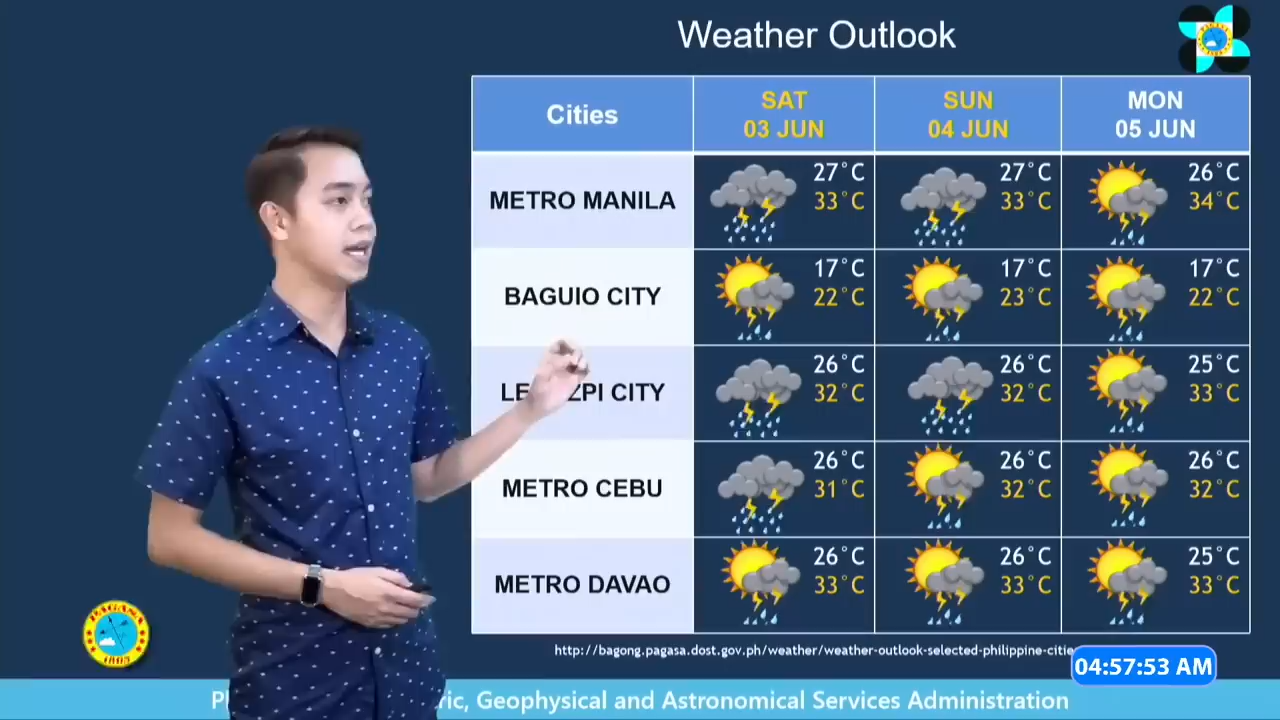 Weather Outlook
Cities
SAT
03 JUN
SUN
04 JUN
MON
05 JUN
METRO MANILA
27°C
33°C
27°C
33°C
26°C
34°C
BAGUIO CITY
17°C
22°C
17°C
23°C
17°C
22°C
CITY
26°C
32°C
26°C
32°C
25°C
33°C
METRO CEBU
26°C
31°C
26°C
32°C
26°C
32°C
METRO DAVAO
26°C
33°C
26°C
33°C
25°C
33°C
http://bagong.pagasa.dost.gov.ph/weather/weather-outlook-selected-philippine-citie
04:57:53 AM
PAGASA
Geophysical and Astronomical Services Administration